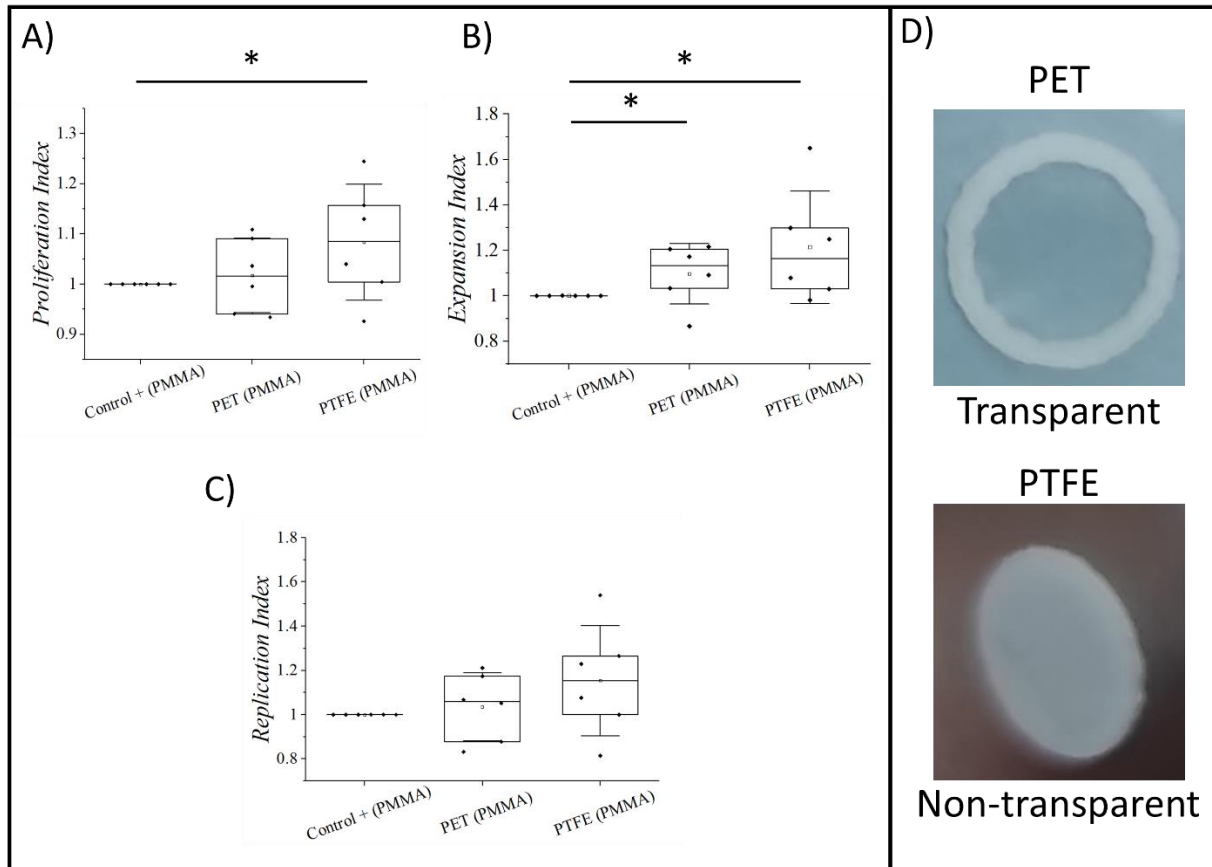 A)
*
Proliferation Index
1.3
1.2
1.1
1
0.9
Control + (PMMA)
PET (PMMA)
PTFE (PMMA)
B)
*
*
Expansion Index
1.8
1.6
1.4
1.2
1
0.8
Control + (PMMA)
PET (PMMA)
PTFE (PMMA)
C)
Replication Index
1.8
1.6
1.4
1.2
1
0.8
Control + (PMMA)
PET (PMMA)
PTFE (PMMA)
D)
PET
Transparent
PTFE
Non-transparent